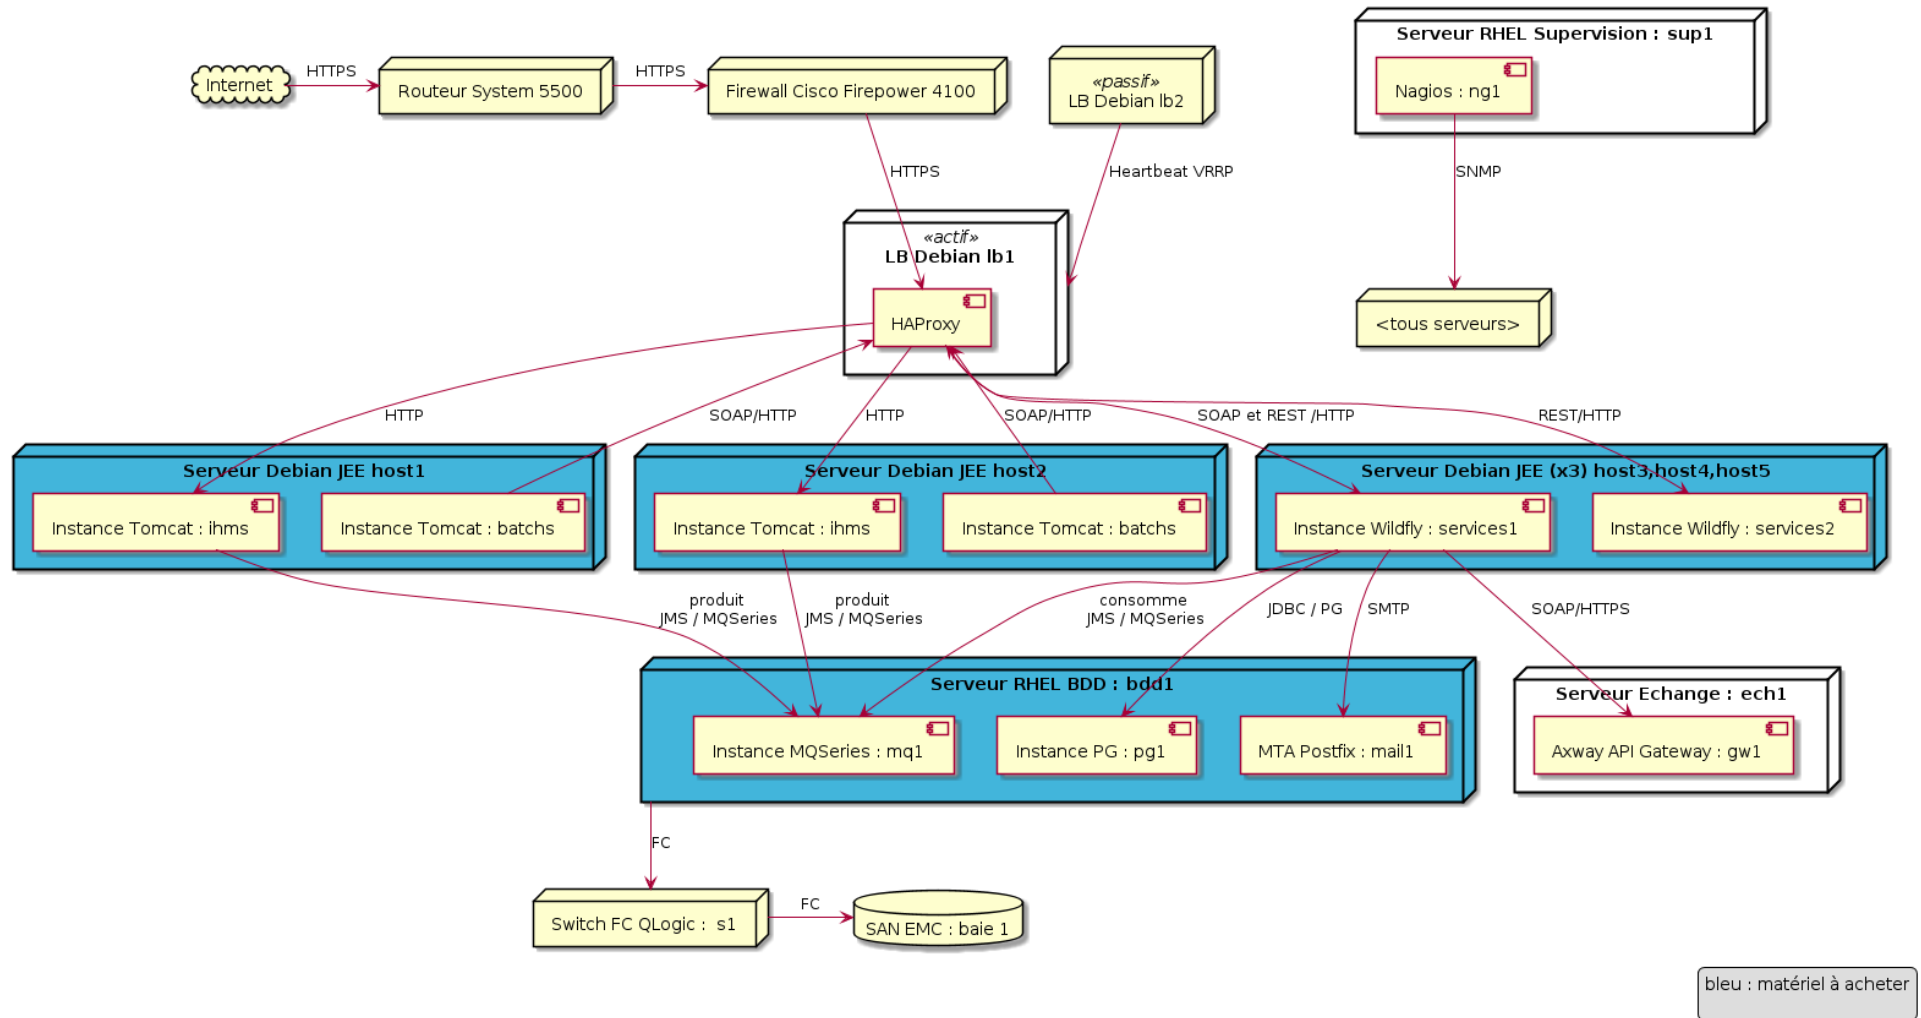 Serveur RHEL Supervision : sup1
Internet
HTTPS
Routeur System 5500
HTTPS
Firewall Cisco Firepower 4100
«passif»
LB Debian lb2
Nagios : ng1
HTTPS
Heartbeat VRRP
SNMP
«actif»
LB Debian lb1
HAProxy
<tous serveurs>
HTTP
SOAP/HTTP
HTTP
SOAP/HTTP
SOAP et REST /HTTP
REST/HTTP
Serveur Debian JEE host1
Serveur Debian JEE host2
Serveur Debian JEE (x3) host3,host4,host5
Instance Tomcat : ihms
Instance Tomcat : batchs
Instance Tomcat : ihms
Instance Tomcat : batchs
Instance Wildfly : services1
Instance Wildfly : services2
produit
JMS / MQSeries
produit
JMS / MQSeries
consomme
JMS / MQSeries
JDBC / PG
SMTP
SOAP/HTTPS
Serveur RHEL BDD : bdd1
Serveur Echange : ech1
Instance MQSeries : mq1
Instance PG : pg1
MTA Postfix : mail1
Axway API Gateway : gw1
FC
Switch FC QLogic :  s1
FC
SAN EMC : baie 1
bleu : matériel à acheter